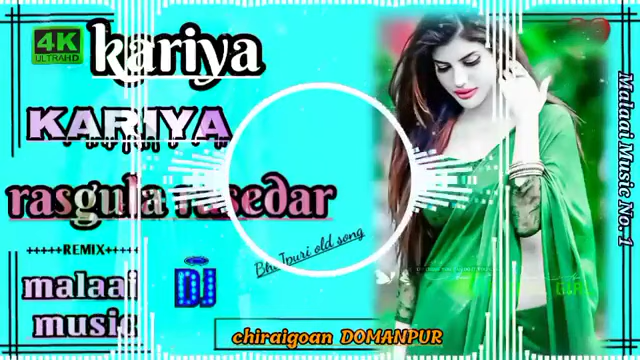 4K
ULTRAHD
kariya
KARIYA
rasgula rasedar
+++++REMIX+++++
malaai
music
DJ
Bhojpuri old song
chiraigoan DOMANPUR
Malaai Music No.1